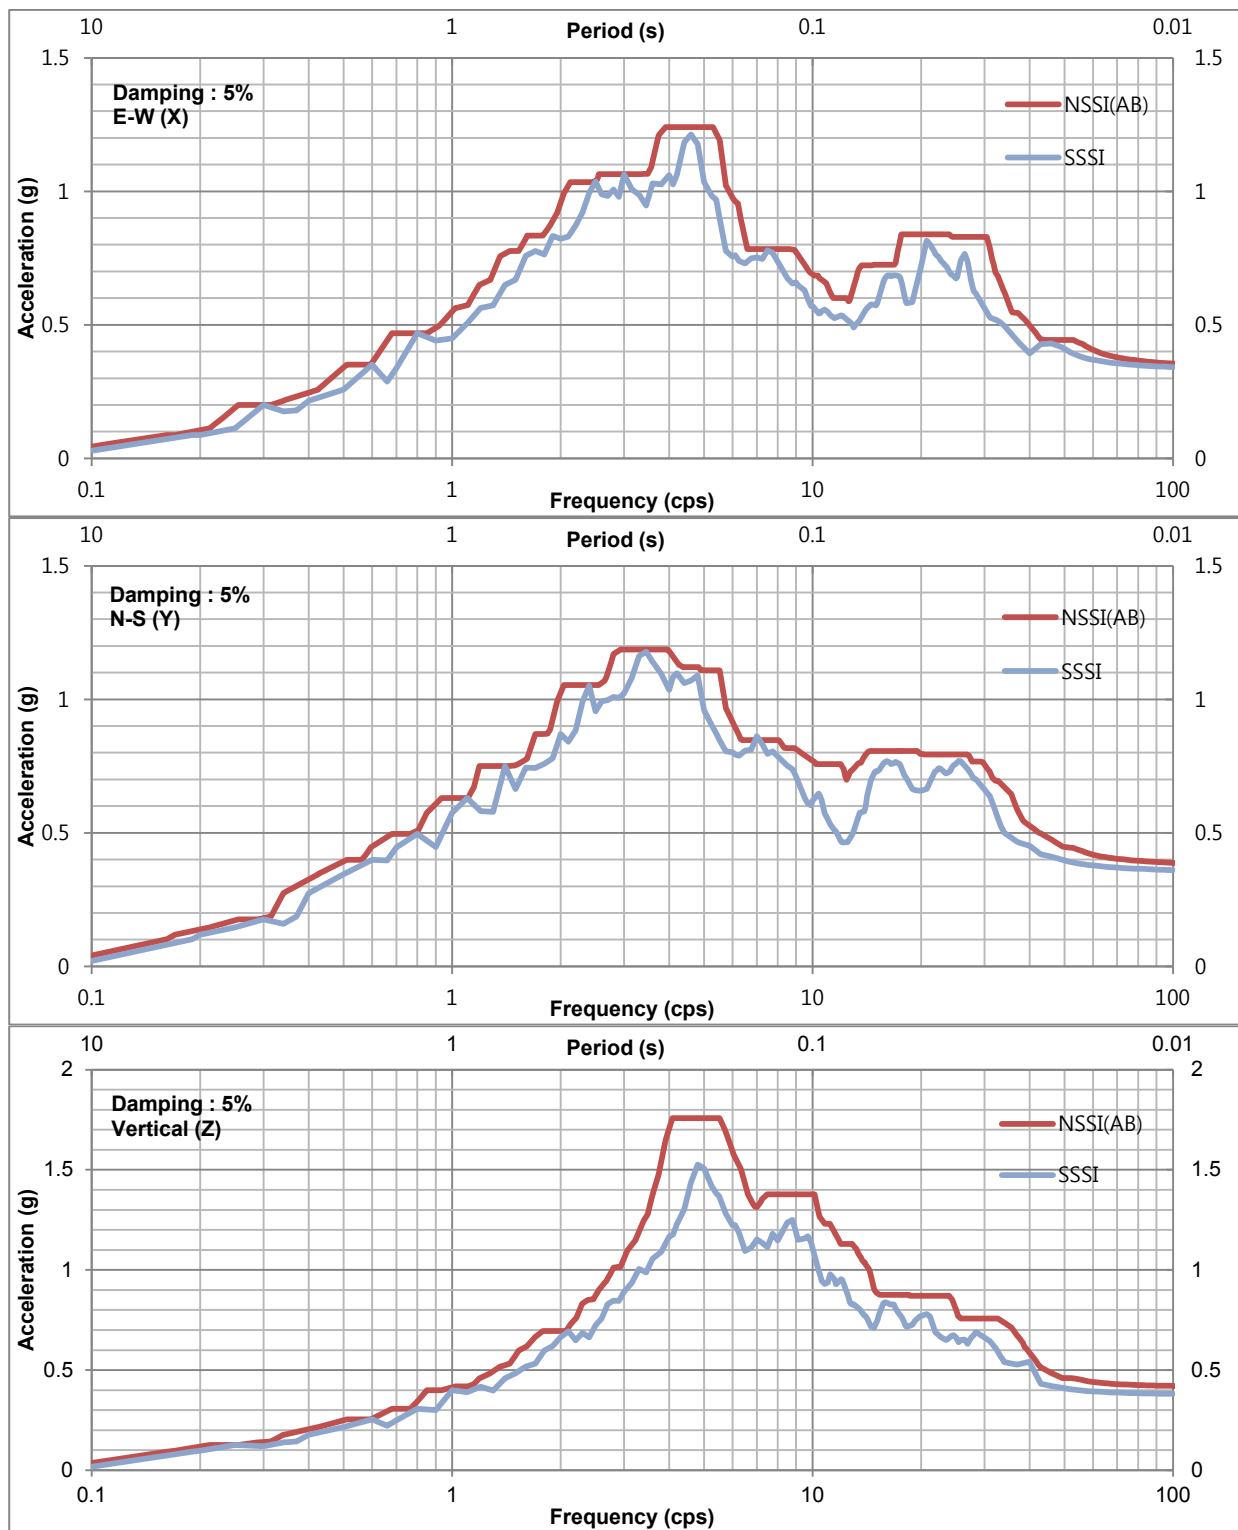 10 1 Period (s) 0.1 0.01
1.5 1.5
Damping : 5%
E-W (X)
NSSI(AB)
SSSI
1 1
Acceleration (g)
0.5 0.5
0 0
0.1 1 Frequency (cps) 10 100
10 1 Period (s) 0.1 0.01
1.5 1.5
Damping : 5%
N-S (Y)
NSSI(AB)
SSSI
1 1
Acceleration (g)
0.5 0.5
0 0
0.1 1 Frequency (cps) 10 100
10 1 Period (s) 0.1 0.01
2 2
Damping : 5%
Vertical (Z)
NSSI(AB)
SSSI
1.5 1.5
Acceleration (g)
1 1
0.5 0.5
0 0
0.1 1 Frequency (cps) 10 100